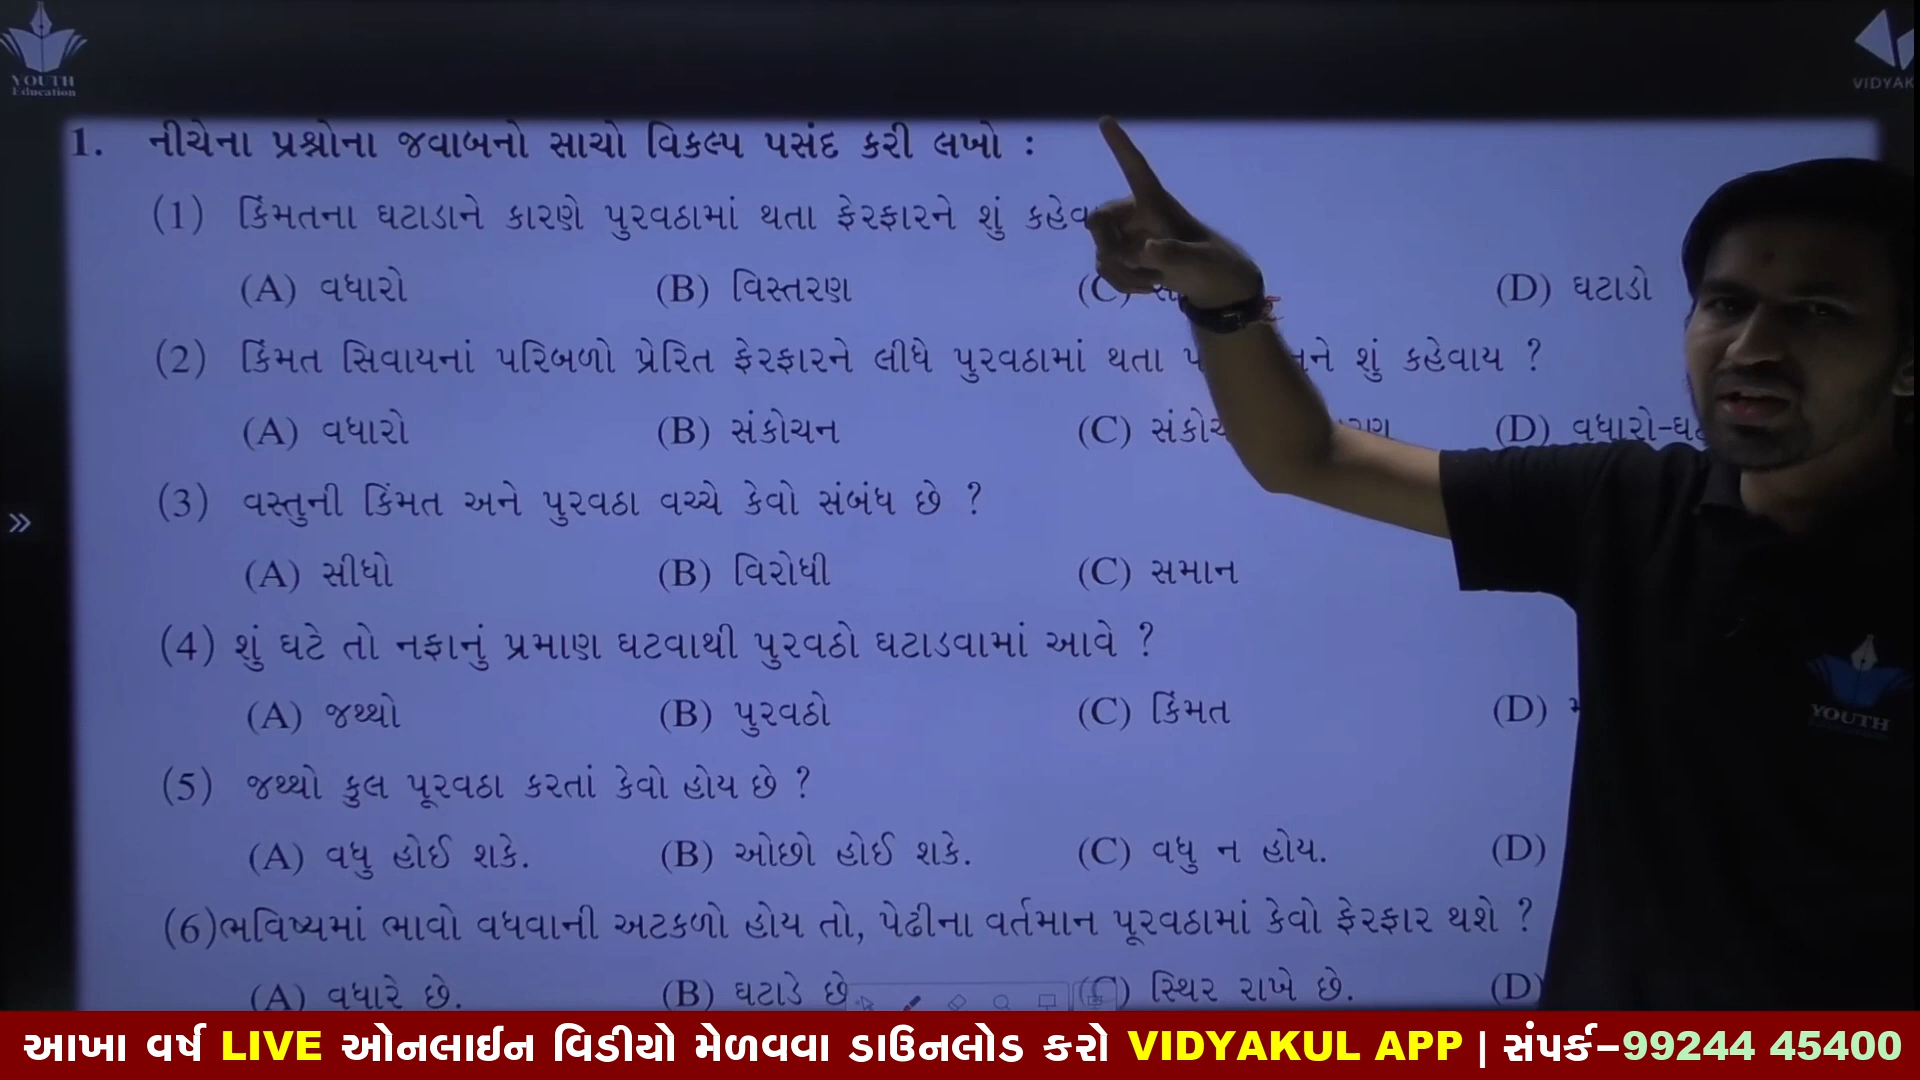 YOUTH
Education
1. નીચેના પ્રશ્નોના જવાબનો સાચો વિકલ્પ પસંદ કરી લખો :
(1) કિંમતના ઘટાડાને કારણે પુરવઠામાં થતા ફેરફારને શું
(A) વધારો (B) વિસ્તરણ (C) (D) ઘટાડો
(2) કિંમત સિવાયનાં પરિબળો પ્રેરિત ફેરફારને લીધે પુરવઠામાં થતા શું કહેવાય ?
(A) વધારો (B) સંકોચન (C) (D)
(3) વસ્તુની કિંમત અને પુરવઠા વચ્ચે કેવો સંબંધ છે ?
(A) સીધો (B) વિરોધી (C) સમાન
(4) શું ઘટે તો નફાનું પ્રમાણ ઘટવાથી પુરવઠો ઘટાડવામાં આવે ?
(A) જથ્થો (B) પુરવઠો (C) કિંમત (D)
(5) જથ્થો કુલ પૂરવઠા કરતાં કેવો હોય છે ?
(A) વધુ હોઈ શકે. (B) ઓછો હોઈ શકે. (C) વધુ ન હોય. (D)
(6)ભવિષ્યમાં ભાવો વધવાની અટકળો હોય તો, પેઢીના વર્તમાન પૂરવઠામાં કેવો ફેરફાર થશે ?
(A) વધારે છે. (B) ઘટાડે છે (C) સ્થિર રાખે છે. (D)
YOUTH
આખા વર્ષ LIVE ઓનલાઈન વિડીયો મેળવવા ડાઉનલોડ કરો VIDYAKUL APP | સંપર્ક-99244 45400